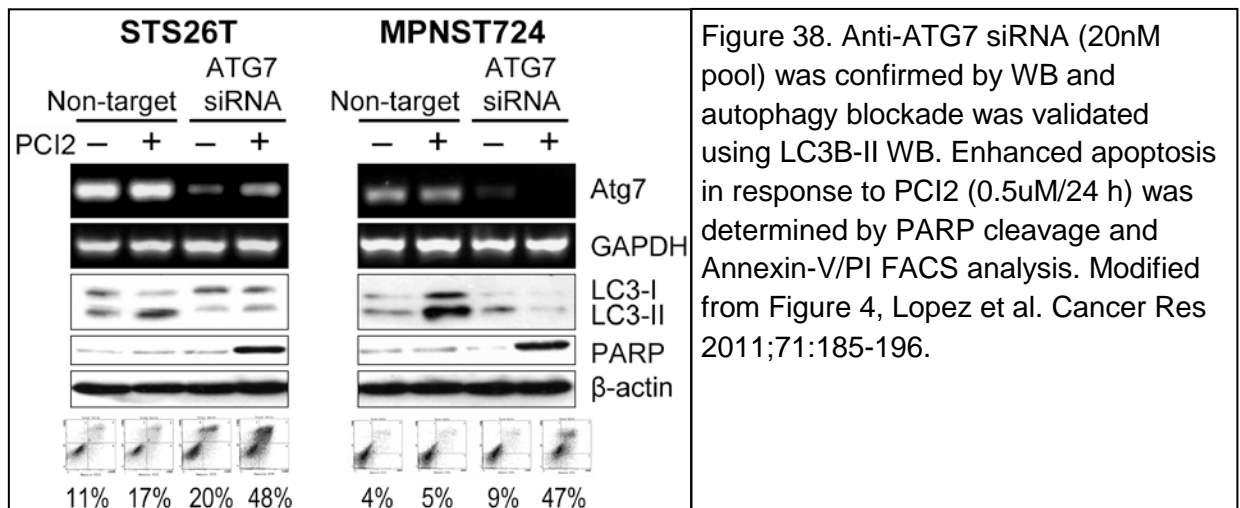 STS26T MPNST724
ATG7 ATG7
Non-target siRNA Non-target siRNA
PCI2 – + – + – + – +
Atg7
GAPDH
LC3-I
LC3-II
PARP
β-actin
11% 17% 20% 48% 4% 5% 9% 47%
Figure 38. Anti-ATG7 siRNA (20nM
pool) was confirmed by WB and
autophagy blockade was validated
using LC3B-II WB. Enhanced apoptosis
in response to PCI2 (0.5uM/24 h) was
determined by PARP cleavage and
Annexin-V/PI FACS analysis. Modified
from Figure 4, Lopez et al. Cancer Res
2011;71:185-196.